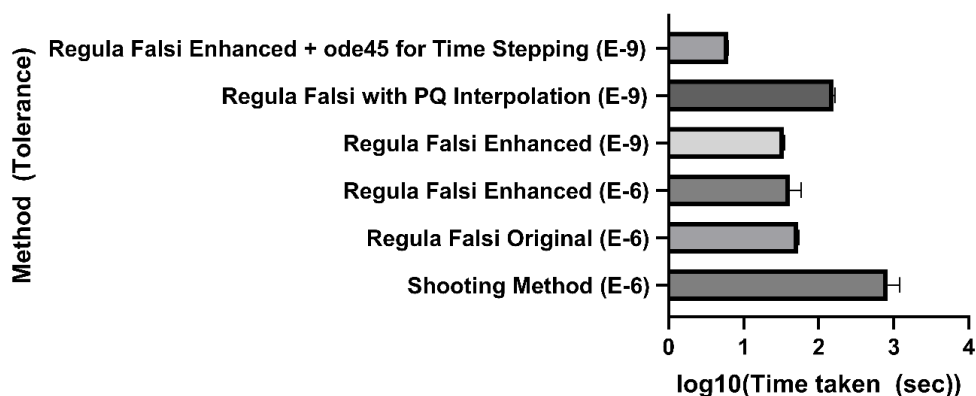 Method (Tolerance)
Regula Falsi Enhanced + ode45 for Time Stepping (E-9)
Regula Falsi with PQ Interpolation (E-9)
Regula Falsi Enhanced (E-9)
Regula Falsi Enhanced (E-6)
Regula Falsi Original (E-6)
Shooting Method (E-6)
0 1 2 3 4
log10(Time taken (sec))